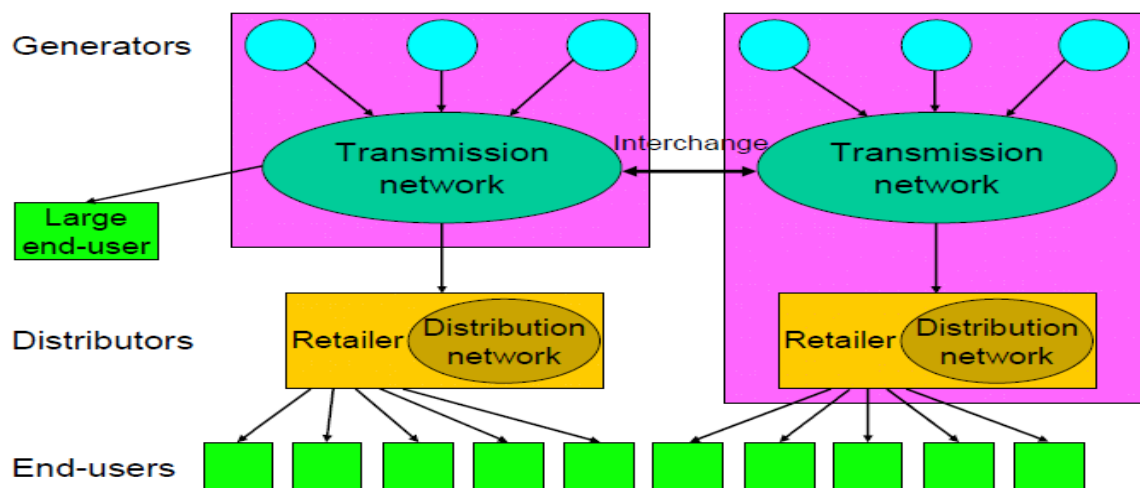 Generators
Interchange
Transmission
network
Transmission
network
Large
end-user
Distributors
Retailer
Distribution
network
Retailer
Distribution
network
End-users